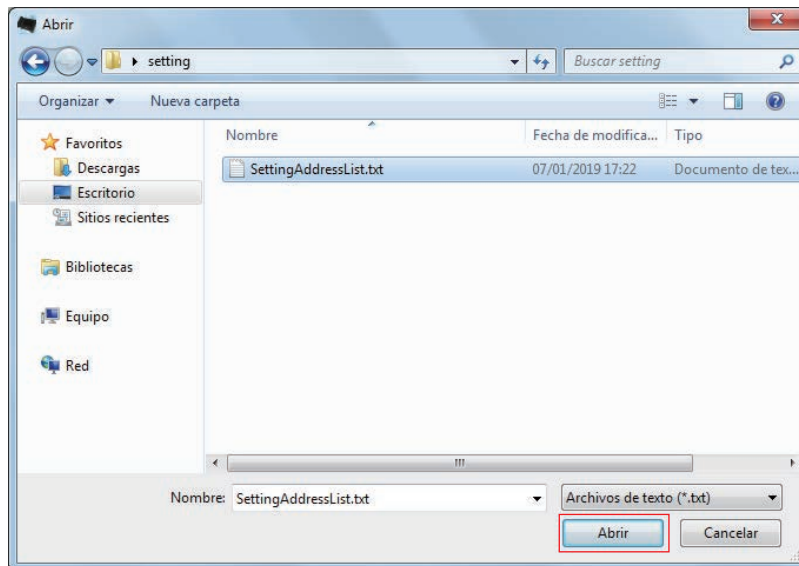 Abrir
setting
Buscar setting
Organizar
Nueva carpeta
Nombre
Fecha de modifica...
Tipo
Favoritos
Descargas
Escritorio
Sitios recientes
Bibliotecas
Equipo
Red
SettingAddressList.txt
07/01/2019 17:22
Documento de tex...
Nombre: SettingAddressList.txt
Archivos de texto (*.txt)
Abrir
Cancelar